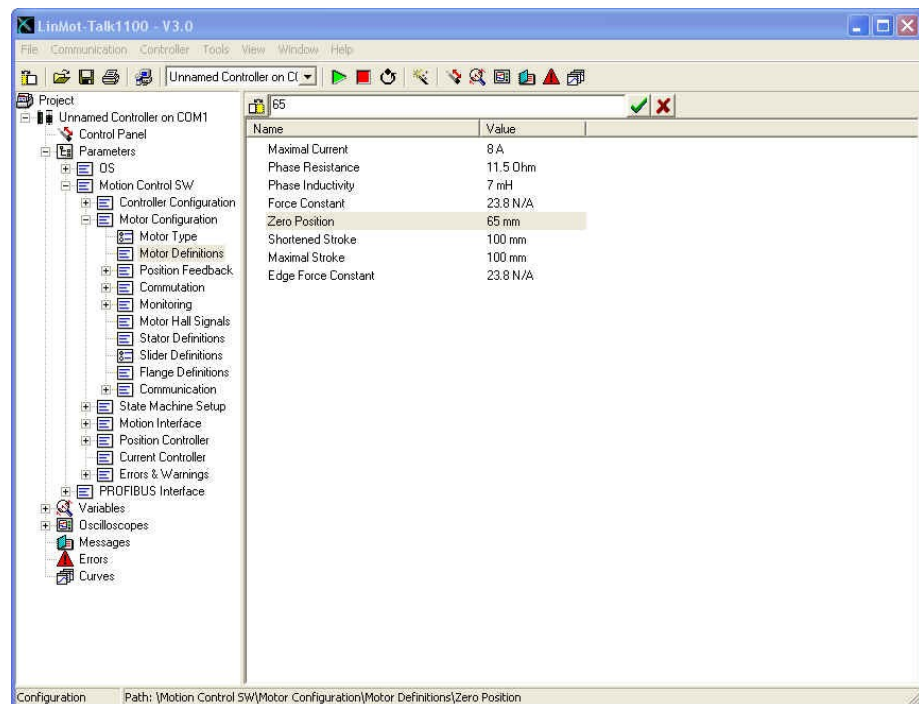 LinMot-Talk1100 - V3.0
File Communication Controller Tools View Window Help
Unnamed Controller on C(
Project
Unnamed Controller on COM1
Control Panel
Parameters
OS
Motion Control SW
Controller Configuration
Motor Configuration
Motor Type
Motor Definitions
Position Feedback
Commutation
Monitoring
Motor Hall Signals
Stator Definitions
Slider Definitions
Flange Definitions
Communication
State Machine Setup
Motion Interface
Position Controller
Current Controller
Errors & Warnings
PROFIBUS Interface
Variables
Oscilloscopes
Messages
Errors
Curves
65
Name Value
Maximal Current 8 A
Phase Resistance 11.5 Ohm
Phase Inductivity 7 mH
Force Constant 23.8 N/A
Zero Position 65 mm
Shortened Stroke 100 mm
Maximal Stroke 100 mm
Edge Force Constant 23.8 N/A
Configuration Path: \Motion Control SW\Motor Configuration\Motor Definitions\Zero Position